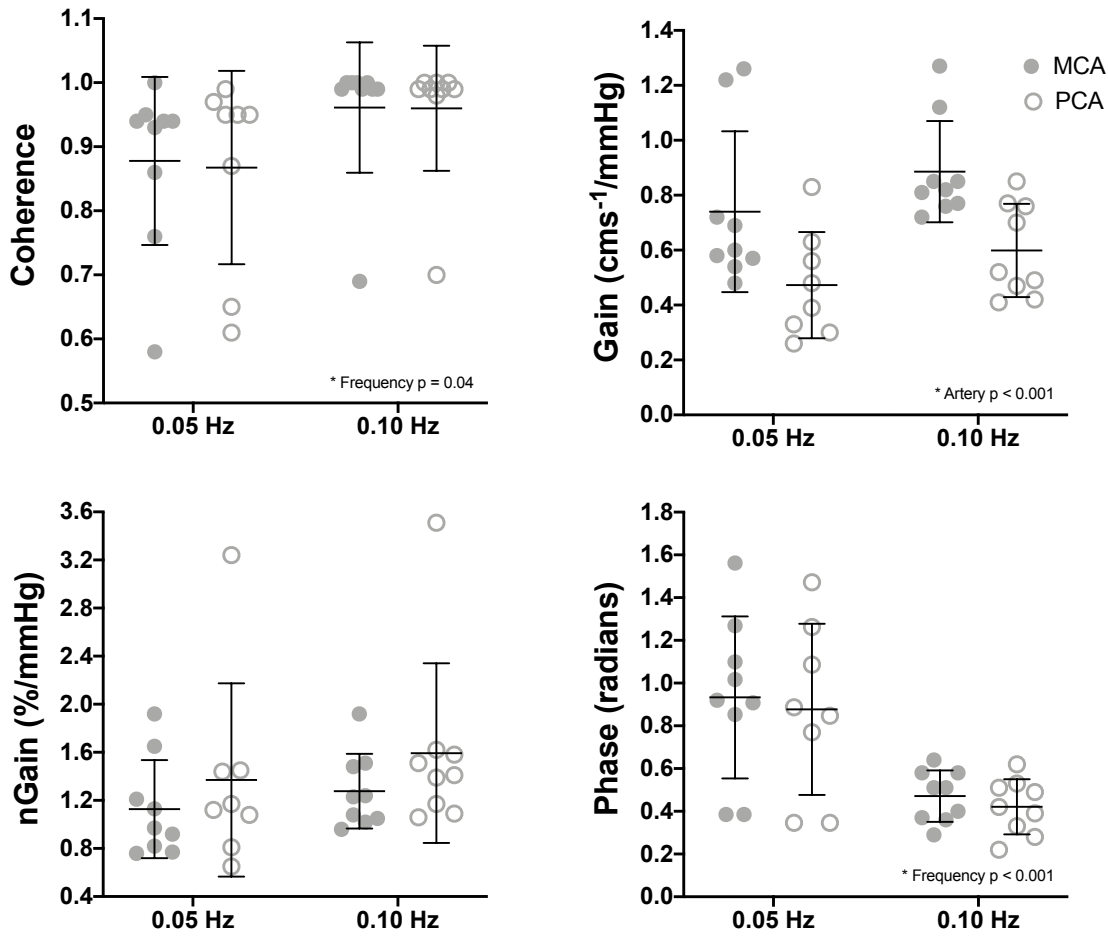 Coherence
1.1
1.0
0.9
0.8
0.7
0.6
0.5
* Frequency p = 0.04
0.05 Hz
0.10 Hz
Gain (cms⁻¹/mmHg)
1.4
1.2
1.0
0.8
0.6
0.4
0.2
0.0
MCA
PCA
* Artery p < 0.001
0.05 Hz
0.10 Hz
nGain (%/mmHg)
3.6
3.2
2.8
2.4
2.0
1.6
1.2
0.8
0.4
0.05 Hz
0.10 Hz
Phase (radians)
1.8
1.6
1.4
1.2
1.0
0.8
0.6
0.4
0.2
0.0
* Frequency p < 0.001
0.05 Hz
0.10 Hz